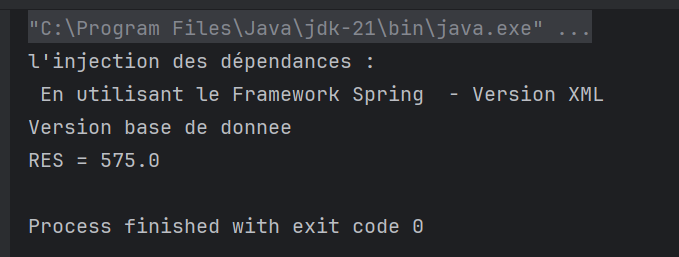 "C:\Program Files\Java\jdk-21\bin\java.exe" ...
l'injection des dépendances :
 En utilisant le Framework Spring  - Version XML
Version base de donnee
RES = 575.0
Process finished with exit code 0